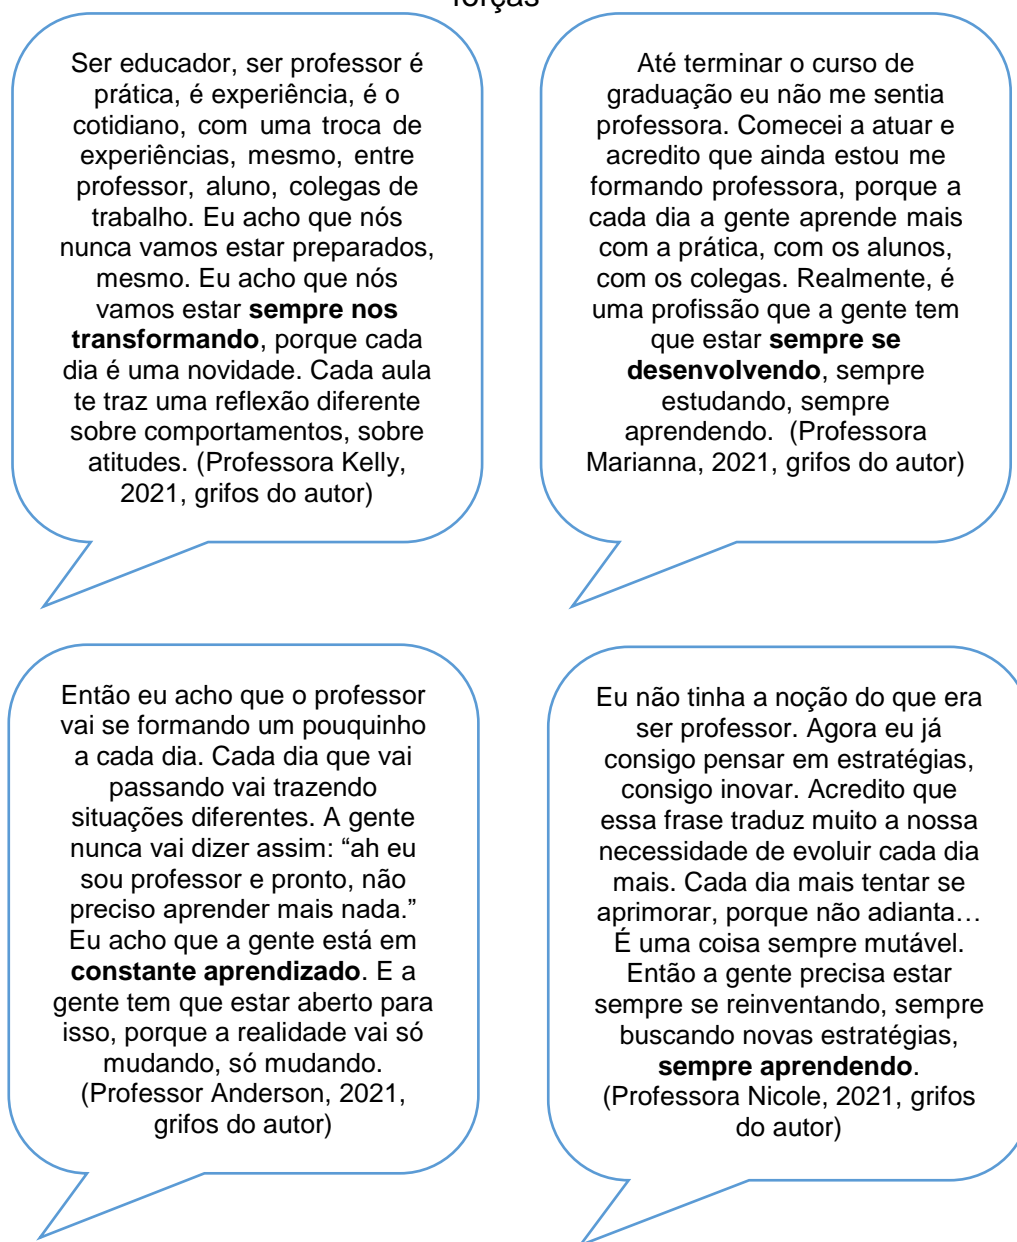 forças
Ser educador, ser professor é
prática, é experiência, é o
cotidiano, com uma troca de
experiências, mesmo, entre
professor, aluno, colegas de
trabalho. Eu acho que nós
nunca vamos estar preparados,
mesmo. Eu acho que nós
vamos estar sempre nos
transformando, porque cada
dia é uma novidade. Cada aula
te traz uma reflexão diferente
sobre comportamentos, sobre
atitudes. (Professora Kelly,
2021, grifos do autor)
Até terminar o curso de
graduação eu não me sentia
professora. Comecei a atuar e
acredito que ainda estou me
formando professora, porque a
cada dia a gente aprende mais
com a prática, com os alunos,
com os colegas. Realmente, é
uma profissão que a gente tem
que estar sempre se
desenvolvendo, sempre
estudando, sempre
aprendendo. (Professora
Marianna, 2021, grifos do autor)
Então eu acho que o professor
vai se formando um pouquinho
a cada dia. Cada dia que vai
passando vai trazendo
situações diferentes. A gente
nunca vai dizer assim: “ah eu
sou professor e pronto, não
preciso aprender mais nada.”
Eu acho que a gente está em
constante aprendizado. E a
gente tem que estar aberto para
isso, porque a realidade vai só
mudando, só mudando.
(Professor Anderson, 2021,
grifos do autor)
Eu não tinha a noção do que era
ser professor. Agora eu já
consigo pensar em estratégias,
consigo inovar. Acredito que
essa frase traduz muito a nossa
necessidade de evoluir cada dia
mais. Cada dia mais tentar se
aprimorar, porque não adianta…
É uma coisa sempre mutável.
Então a gente precisa estar
sempre se reinventando, sempre
buscando novas estratégias,
sempre aprendendo.
(Professora Nicole, 2021, grifos
do autor)